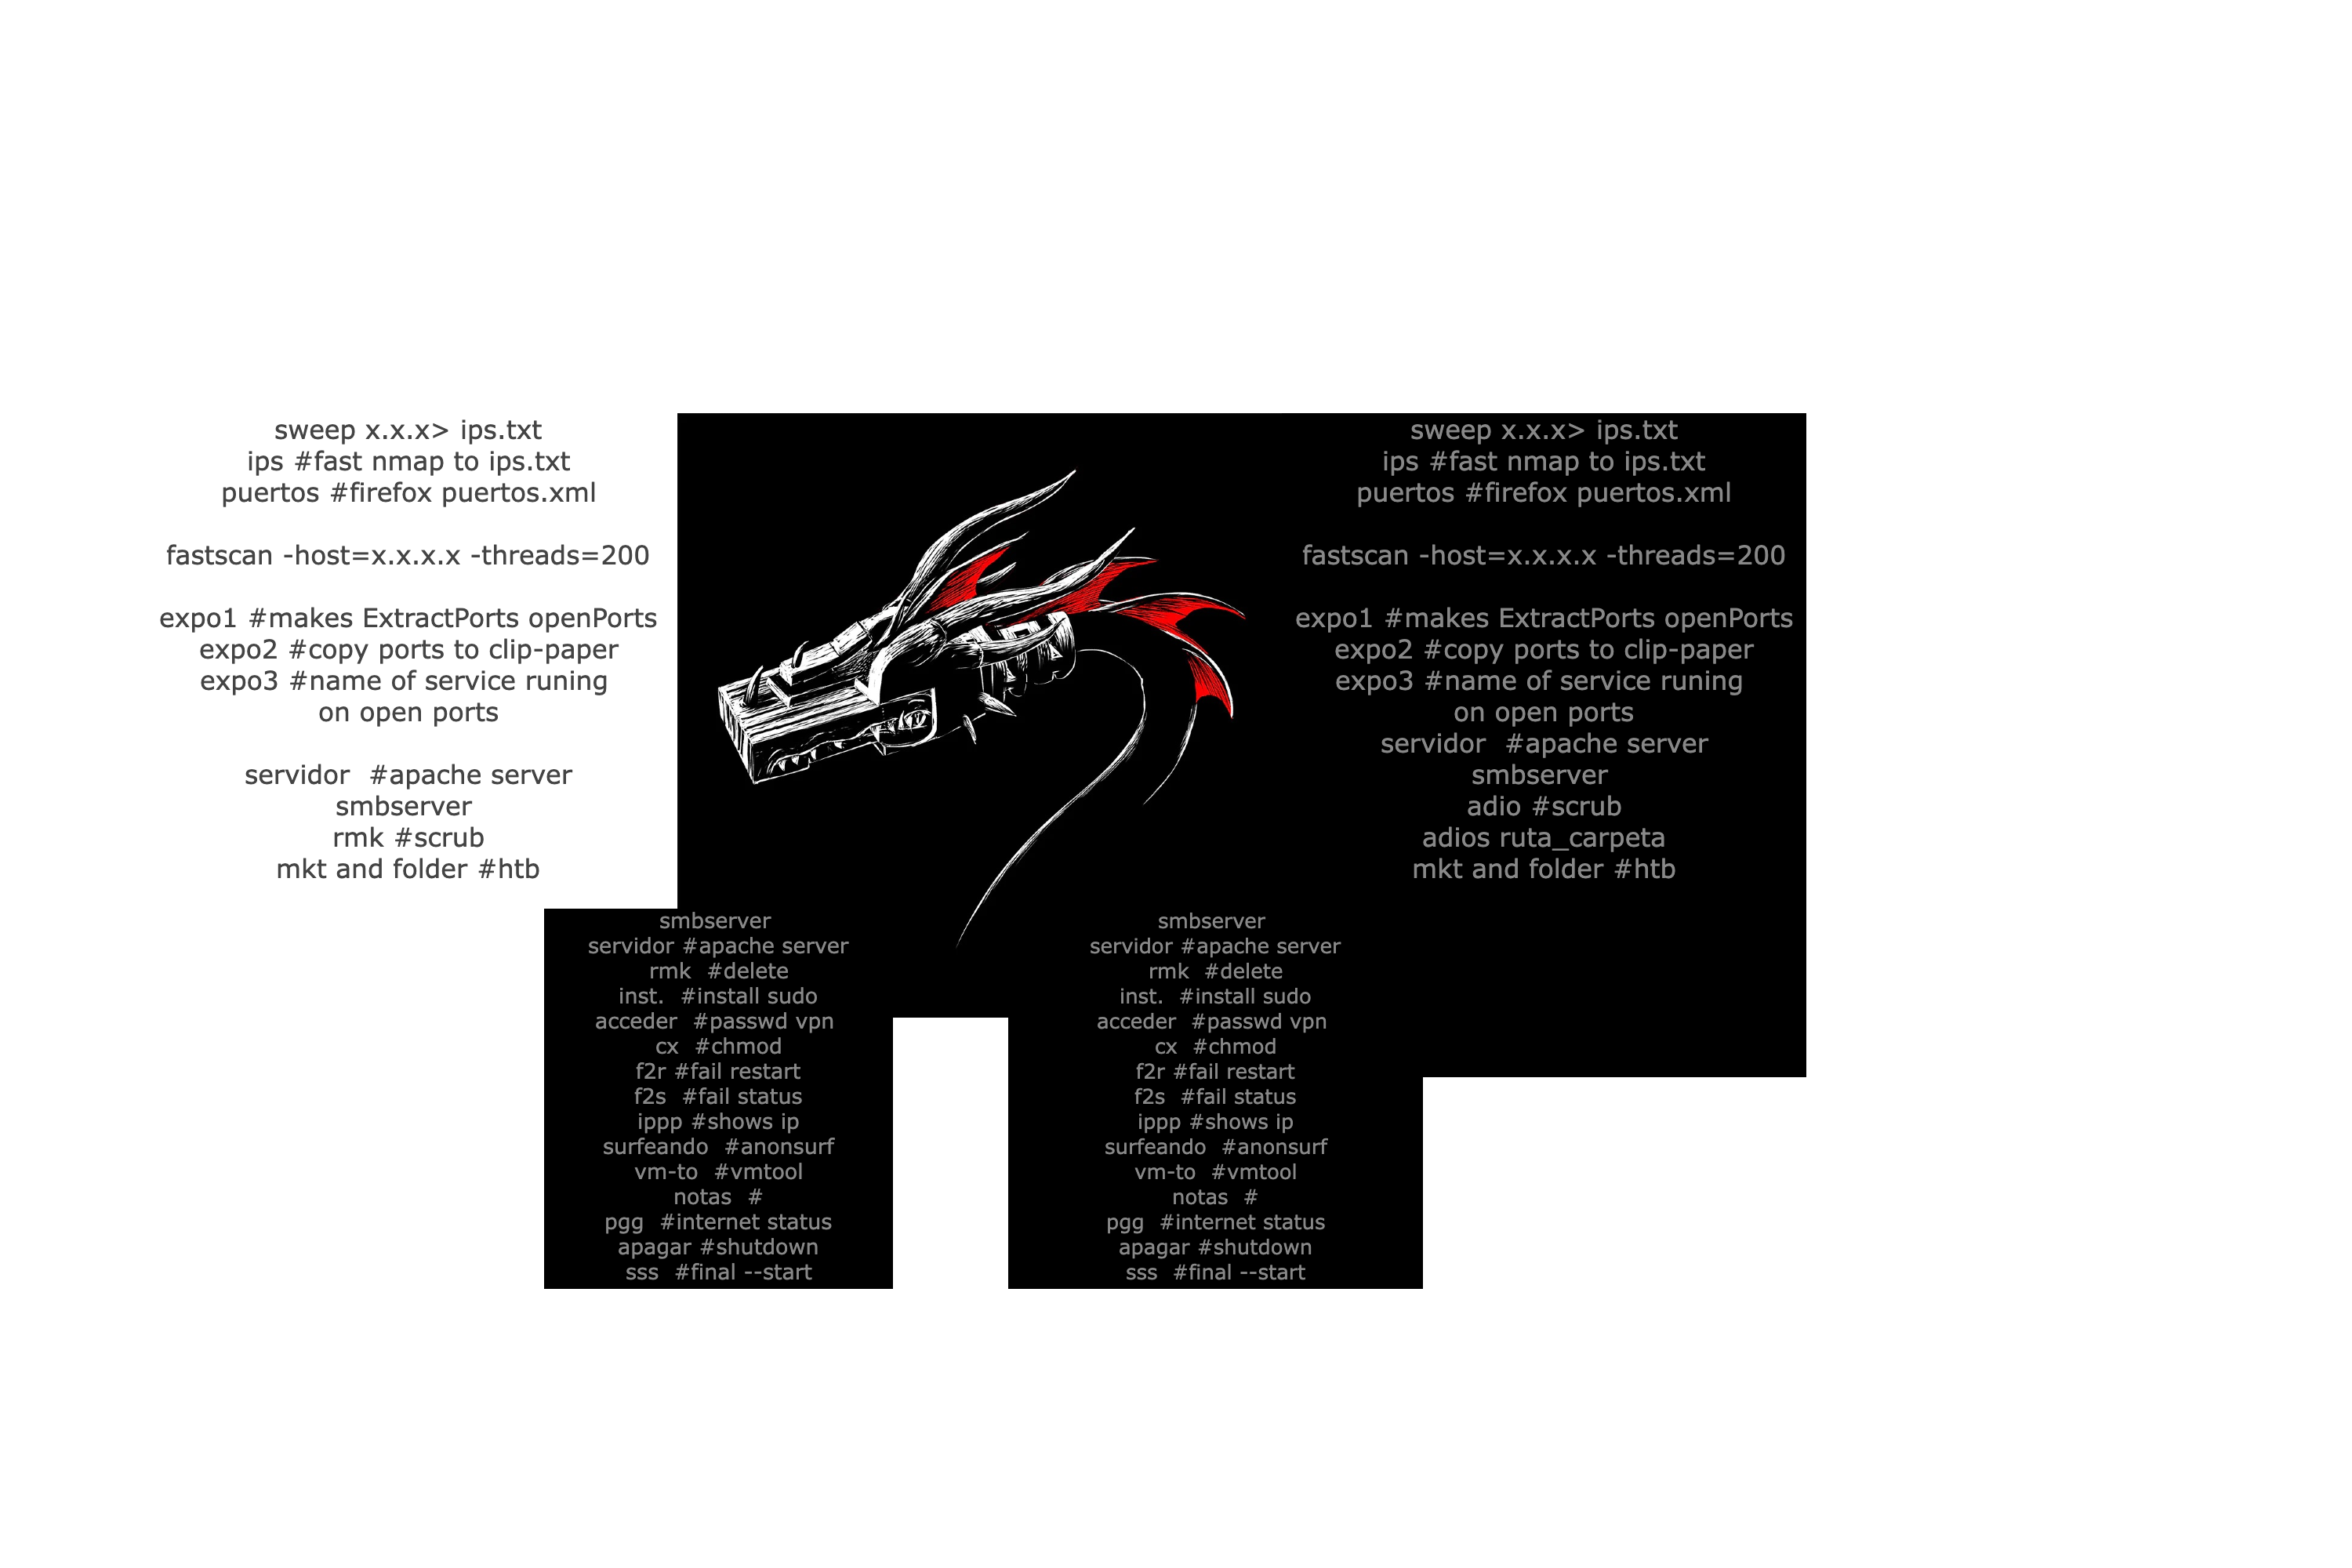 sweep x.x.x> ips.txt
ips #fast nmap to ips.txt
puertos #firefox puertos.xml
fastscan -host=x.x.x.x -threads=200
expo1 #makes ExtractPorts openPorts
expo2 #copy ports to clip-paper
expo3 #name of service runing
on open ports
servidor  #apache server
smbserver
rmk #scrub
mkt and folder #htb
sweep x.x.x> ips.txt
ips #fast nmap to ips.txt
puertos #firefox puertos.xml
fastscan -host=x.x.x.x -threads=200
expo1 #makes ExtractPorts openPorts
expo2 #copy ports to clip-paper
expo3 #name of service runing
on open ports
servidor  #apache server
smbserver
adio #scrub
adios ruta_carpeta
mkt and folder #htb
smbserver
servidor #apache server
rmk  #delete
inst.  #install sudo
acceder  #passwd vpn
cx  #chmod
f2r #fail restart
f2s  #fail status
ippp #shows ip
surfeando  #anonsurf
vm-to  #vmtool
notas  #
pgg  #internet status
apagar #shutdown
sss  #final --start
smbserver
servidor #apache server
rmk  #delete
inst.  #install sudo
acceder  #passwd vpn
cx  #chmod
f2r #fail restart
f2s  #fail status
ippp #shows ip
surfeando  #anonsurf
vm-to  #vmtool
notas  #
pgg  #internet status
apagar #shutdown
sss  #final --start